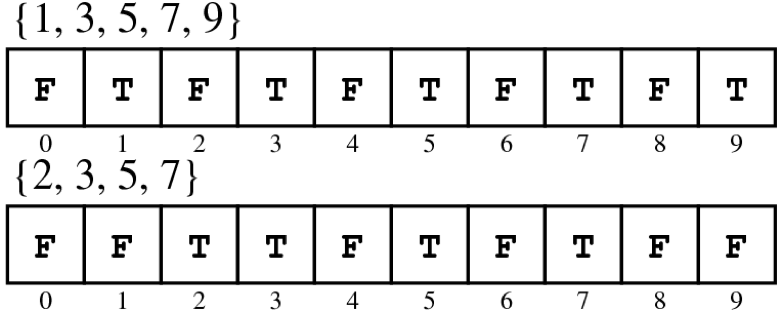 {1, 3, 5, 7, 9}
F T F T F T F T F T
0 1 2 3 4 5 6 7 8 9
{2, 3, 5, 7}
F F T T F T F T F F
0 1 2 3 4 5 6 7 8 9